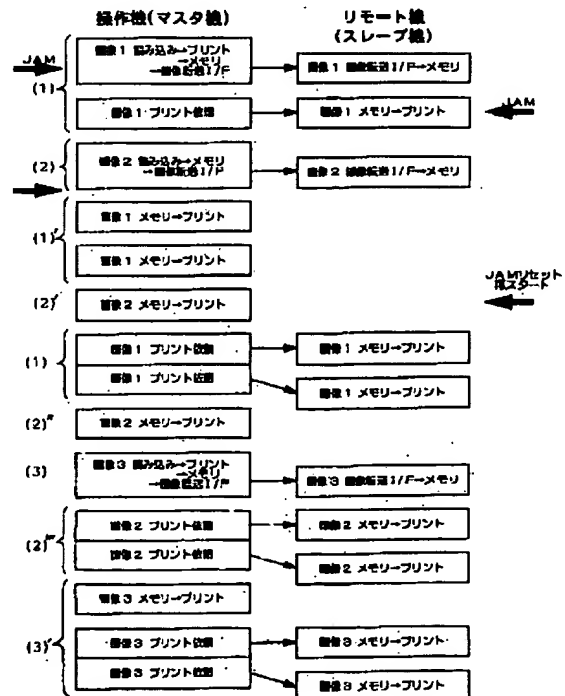 操作機(マスタ機)
リモート機
(スレーブ機)
JAM
(1)
画像1 読み込み→プリント
→メモリ
→画像転送I/F
画像1 画像転送I/F→メモリ
画像1 プリント依頼
画像1 メモリ→プリント
JAM
(2)
画像2 読み込み→メモリ
→画像転送I/F
画像2 画像転送I/F→メモリ
(1)'
画像1 メモリ→プリント
画像1 メモリ→プリント
(2)'
画像2 メモリ→プリント
JAMリセット
再スタート
(1)
画像1 プリント依頼
画像1 メモリ→プリント
画像1 プリント依頼
画像1 メモリ→プリント
(2)"
画像2 メモリ→プリント
(3)
画像3 読み込み→プリント
→メモリ
→画像転送I/F
画像3 画像転送I/F→メモリ
(2)"'
画像2 プリント依頼
画像2 メモリ→プリント
画像2 プリント依頼
画像2 メモリ→プリント
(3)'
画像3 メモリ→プリント
画像3 プリント依頼
画像3 メモリ→プリント
画像3 プリント依頼
画像3 メモリ→プリント